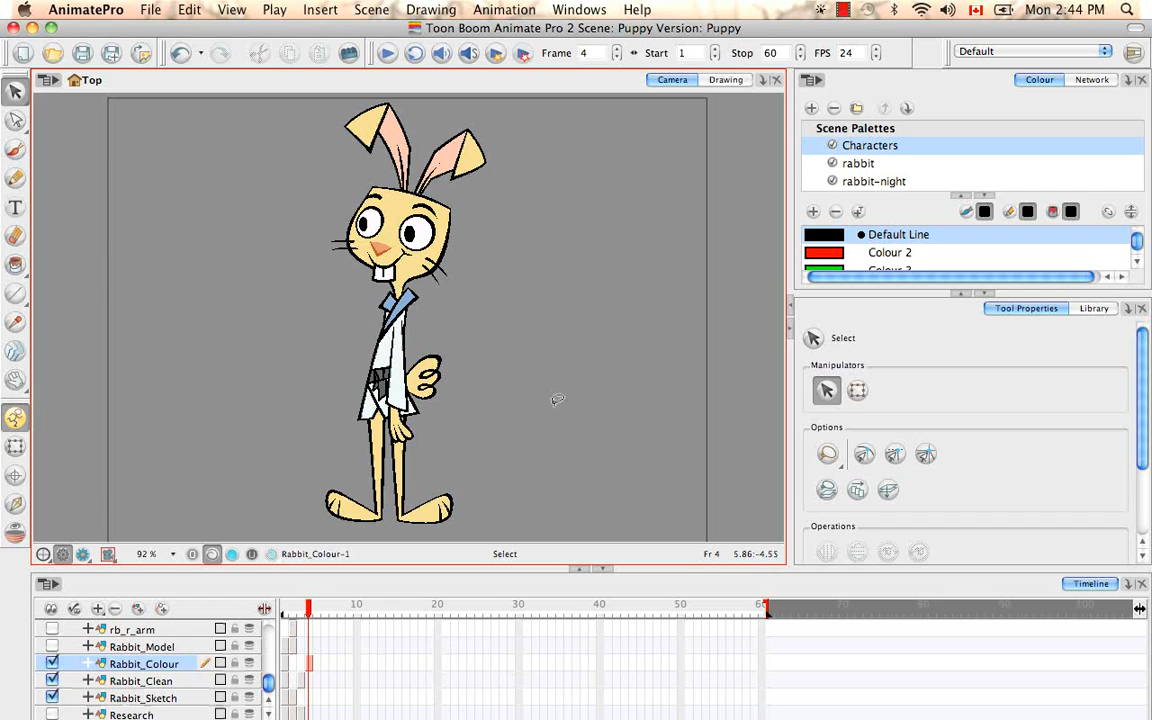 AnimatePro File Edit View Play Insert Scene Drawing Animation Windows Help Mon 2:44 PM
Toon Boom Animate Pro 2 Scene: Puppy Version: Puppy
Frame 4 Start 1 Stop 60 FPS 24 Default
Top Camera Drawing Colour Network
Scene Palettes
Characters
rabbit
rabbit-night
Default Line
Colour 2
Tool Properties Library
Select
Manipulators
Options
Operations
92 % Rabbit_Colour-1 Select Fr 4 5.86:-4.55
Timeline
10 20 30 40 50 60 70 80 90 100
rb_r_arm
Rabbit_Model
Rabbit_Colour
Rabbit_Clean
Rabbit_Sketch
Research